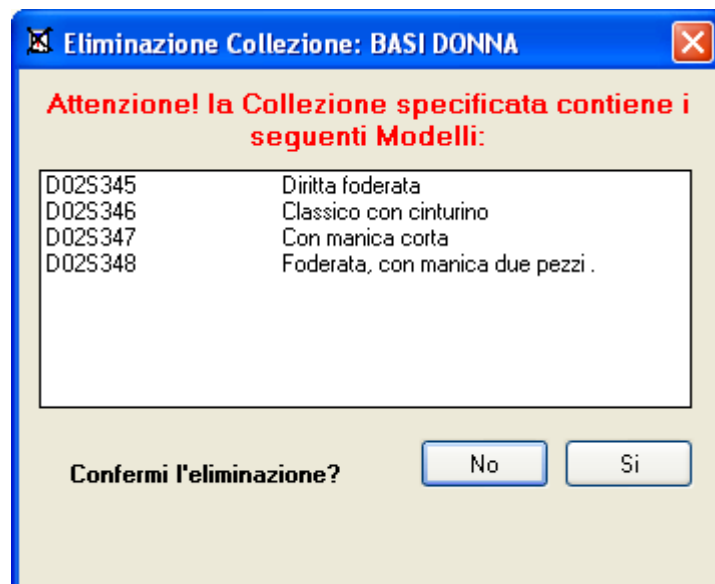 Eliminazione Collezione: BASI DONNA
Attenzione! la Collezione specificata contiene i
seguenti Modelli:
D02S345 Diritta foderata
D02S346 Classico con cinturino
D02S347 Con manica corta
D02S348 Foderata, con manica due pezzi .
Confermi l'eliminazione? No Si